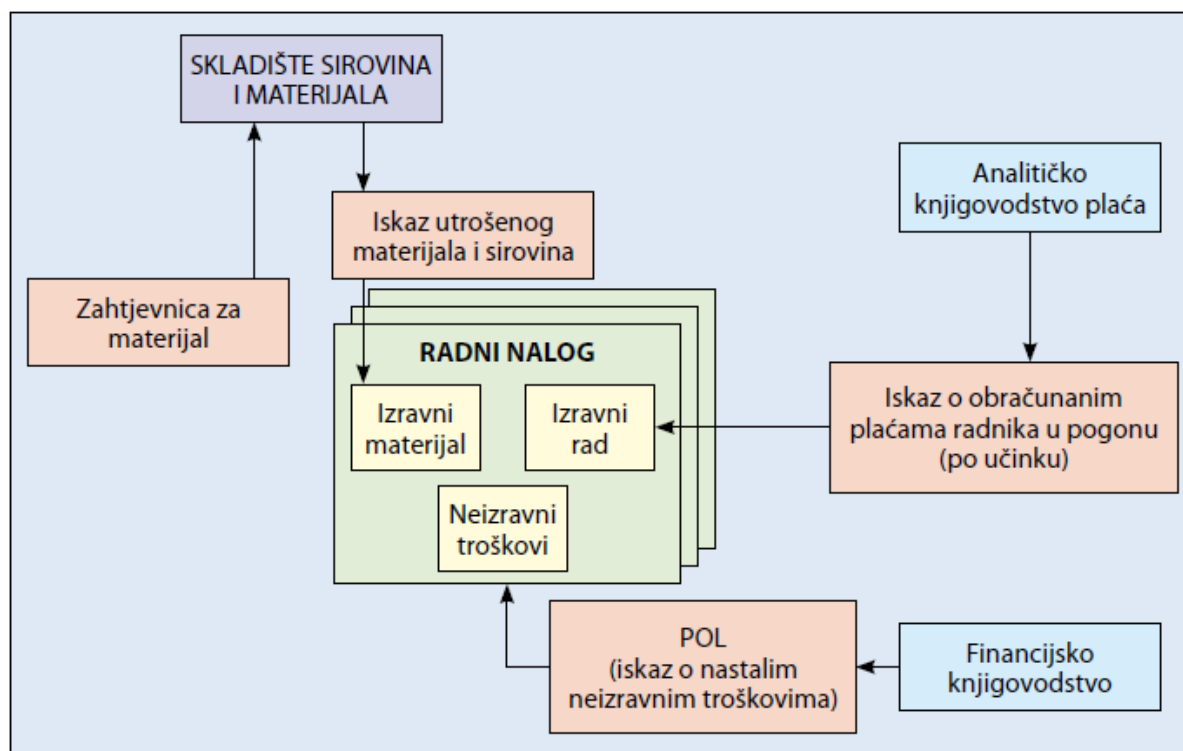 SKLADIŠTE SIROVINA
I MATERIJALA
Analitičko
knjigovodstvo plaća
Iskaz utrošenog
materijala i sirovina
Zahtjevnica za
materijal
RADNI NALOG
Izravni
materijal
Izravni
rad
Iskaz o obračunanim
plaćama radnika u pogonu
(po učinku)
Neizravni
troškovi
POL
(iskaz o nastalim
neizravnim troškovima)
Financijsko
knjigovodstvo